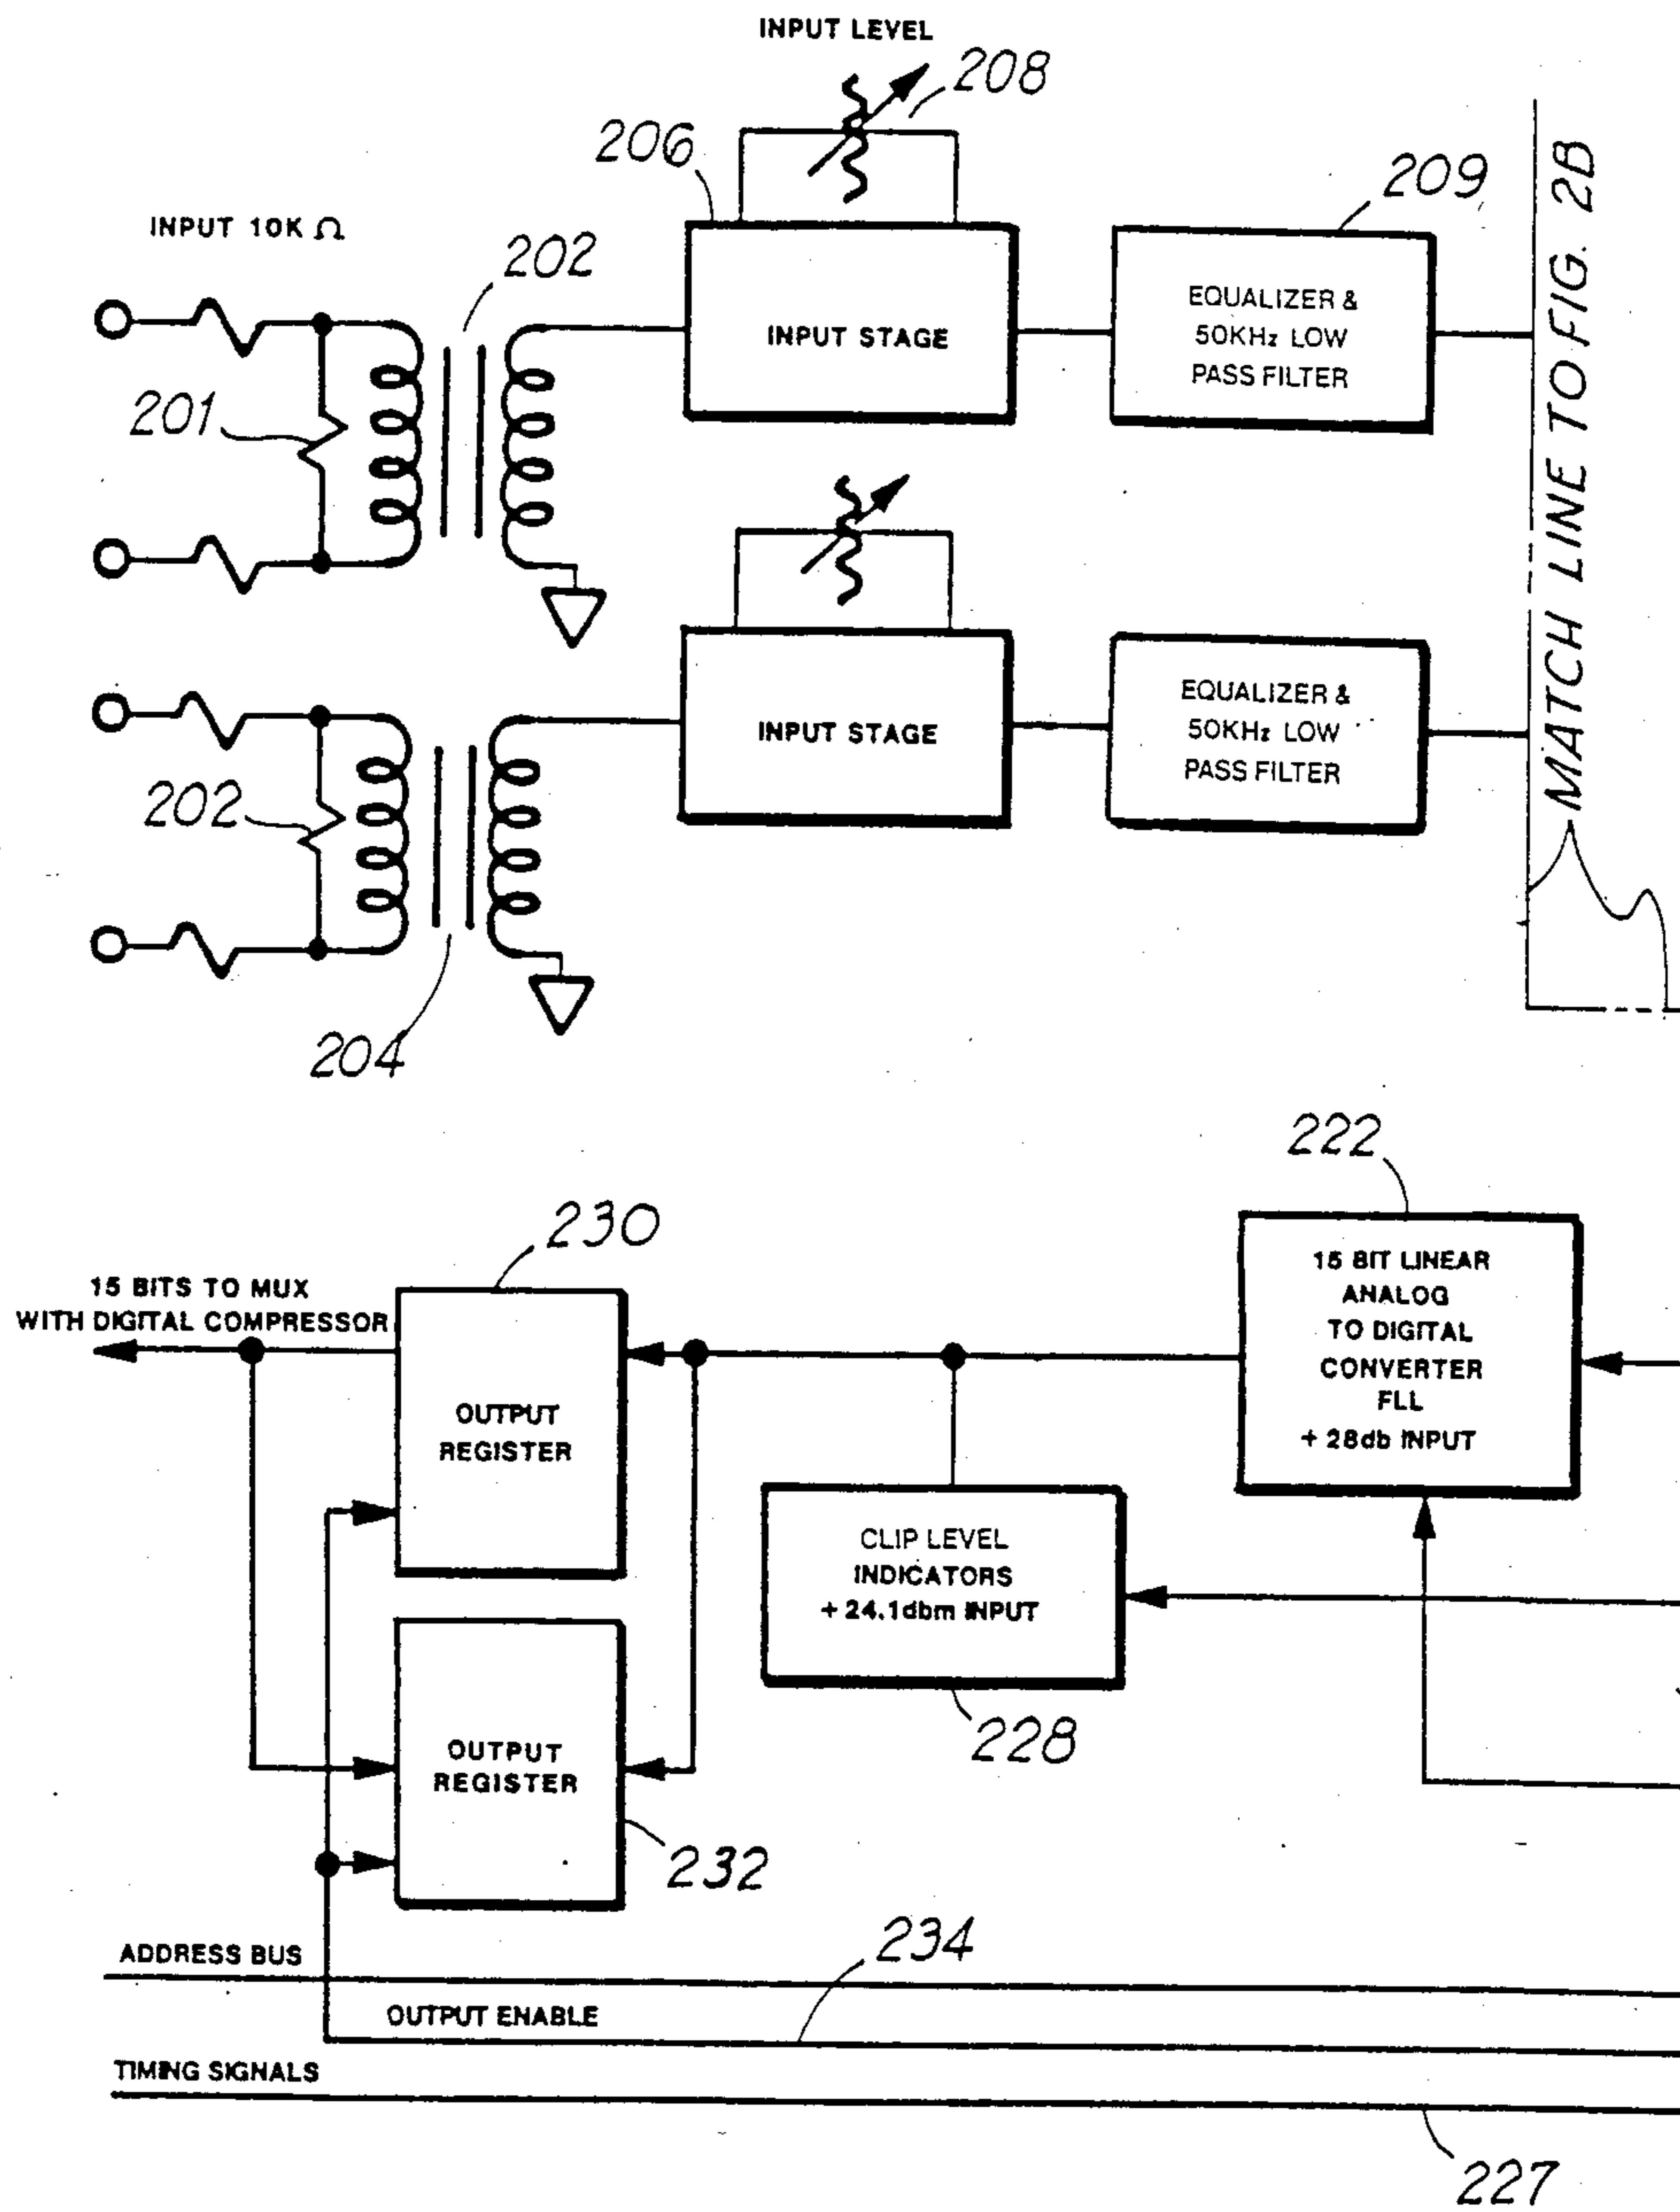 INPUT LEVEL
208
206
209
INPUT 10K Ω
202
INPUT STAGE
EQUALIZER &
50KHz LOW
PASS FILTER
201
MATCH LINE TO FIG. 2B
INPUT STAGE
EQUALIZER &
50KHz LOW
PASS FILTER
202
204
222
230
15 BITS TO MUX
WITH DIGITAL COMPRESSOR
15 BIT LINEAR
ANALOG
TO DIGITAL
CONVERTER
FLL
+ 28db INPUT
OUTPUT
REGISTER
CLIP LEVEL
INDICATORS
+ 24.1dbm INPUT
228
OUTPUT
REGISTER
232
ADDRESS BUS
234
OUTPUT ENABLE
TIMING SIGNALS
227